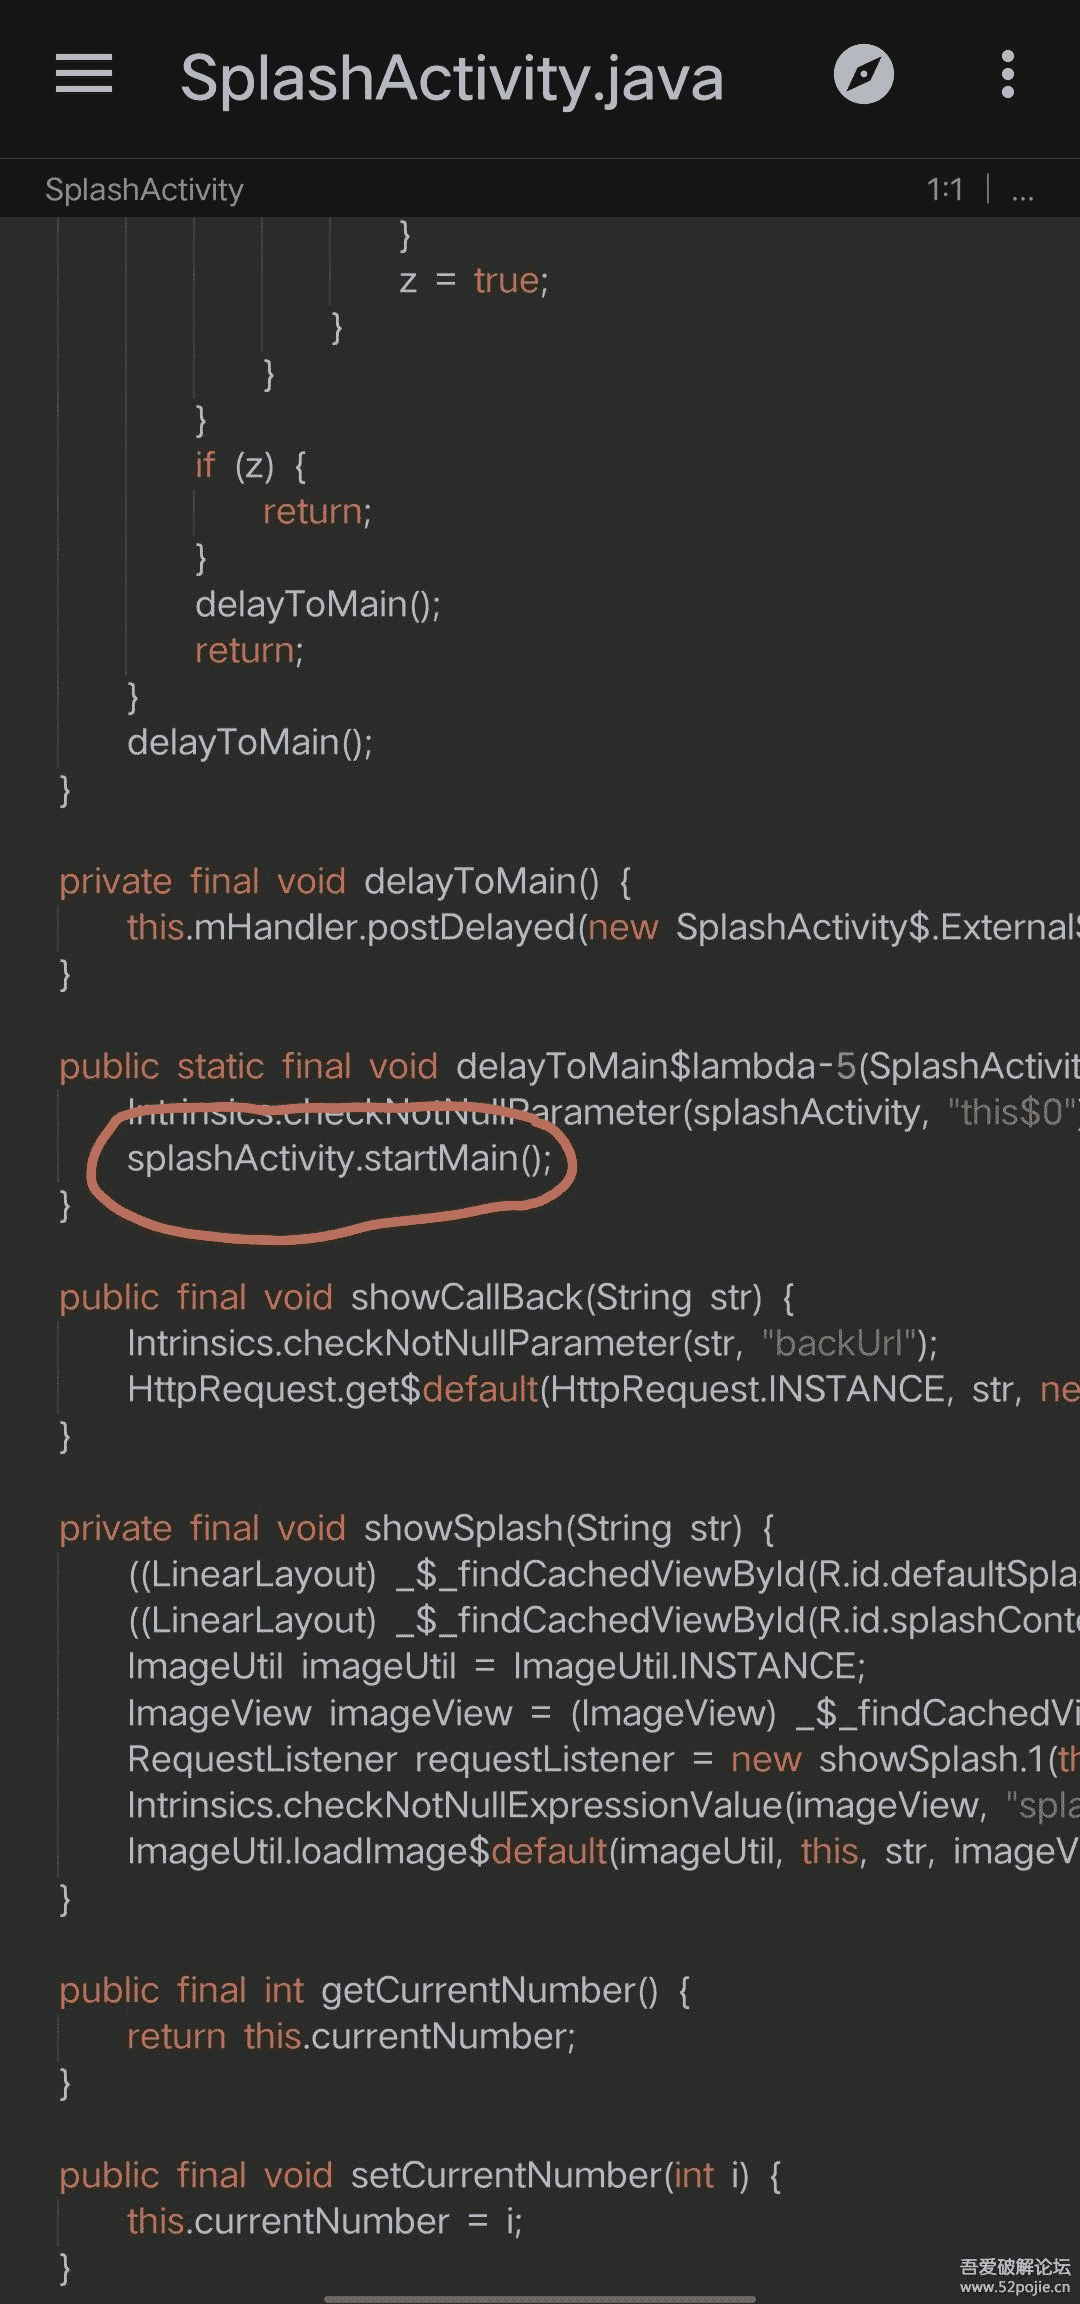 SplashActivity.java
SplashActivity 1:1 | ...
}
z = true;
}
}
}
if (z) {
return;
}
delayToMain();
return;
}
delayToMain();
}
private final void delayToMain() {
this.mHandler.postDelayed(new SplashActivity$.ExternalS
}
public static final void delayToMain$lambda-5(SplashActivit
Intrinsics.checkNotNullParameter(splashActivity, "this$0")
splashActivity.startMain();
}
public final void showCallBack(String str) {
Intrinsics.checkNotNullParameter(str, "backUrl");
HttpRequest.get$default(HttpRequest.INSTANCE, str, ne
}
private final void showSplash(String str) {
((LinearLayout) _$_findCachedViewById(R.id.defaultSplas
((LinearLayout) _$_findCachedViewById(R.id.splashConte
ImageUtil imageUtil = ImageUtil.INSTANCE;
ImageView imageView = (ImageView) _$_findCachedVi
RequestListener requestListener = new showSplash.1(th
Intrinsics.checkNotNullExpressionValue(imageView, "spla
ImageUtil.loadImage$default(imageUtil, this, str, imageV
}
public final int getCurrentNumber() {
return this.currentNumber;
}
public final void setCurrentNumber(int i) {
this.currentNumber = i;
}
吾爱破解论坛
www.52pojie.cn